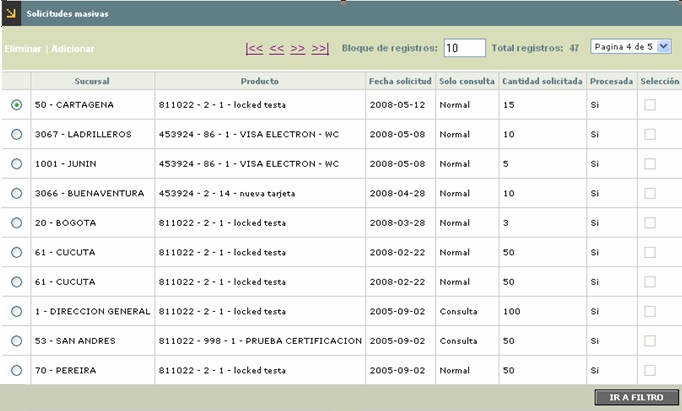 Solicitudes masivas
Eliminar | Adicionar |<< << >> >>| Bloque de registros: 10 Total registros: 47 Pagina 4 de 5
Sucursal Producto Fecha solicitud Solo consulta Cantidad solicitada Procesada Selección
50 - CARTAGENA 811022 - 2 - 1 - locked testa 2008-05-12 Normal 15 Si
3067 - LADRILLEROS 453924 - 86 - 1 - VISA ELECTRON - WC 2008-05-08 Normal 10 Si
1001 - JUNIN 453924 - 86 - 1 - VISA ELECTRON - WC 2008-05-08 Normal 5 Si
3066 - BUENAVENTURA 453924 - 2 - 14 - nueva tarjeta 2008-04-28 Normal 10 Si
20 - BOGOTA 811022 - 2 - 1 - locked testa 2008-03-28 Normal 3 Si
61 - CUCUTA 811022 - 2 - 1 - locked testa 2008-02-22 Normal 50 Si
61 - CUCUTA 811022 - 2 - 1 - locked testa 2008-02-22 Normal 50 Si
1 - DIRECCION GENERAL 811022 - 2 - 1 - locked testa 2005-09-02 Consulta 100 Si
53 - SAN ANDRES 811022 - 998 - 1 - PRUEBA CERTIFICACION 2005-09-02 Consulta 50 Si
70 - PEREIRA 811022 - 2 - 1 - locked testa 2005-09-02 Normal 50 Si
IR A FILTRO